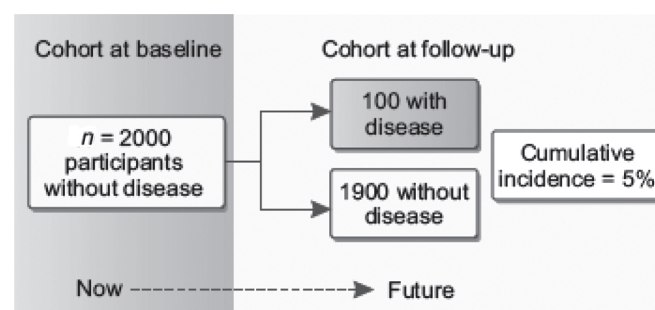 Cohort at baseline
Cohort at follow-up
n = 2000
participants
without disease
100 with
disease
1900 without
disease
Cumulative
incidence = 5%
Now
Future